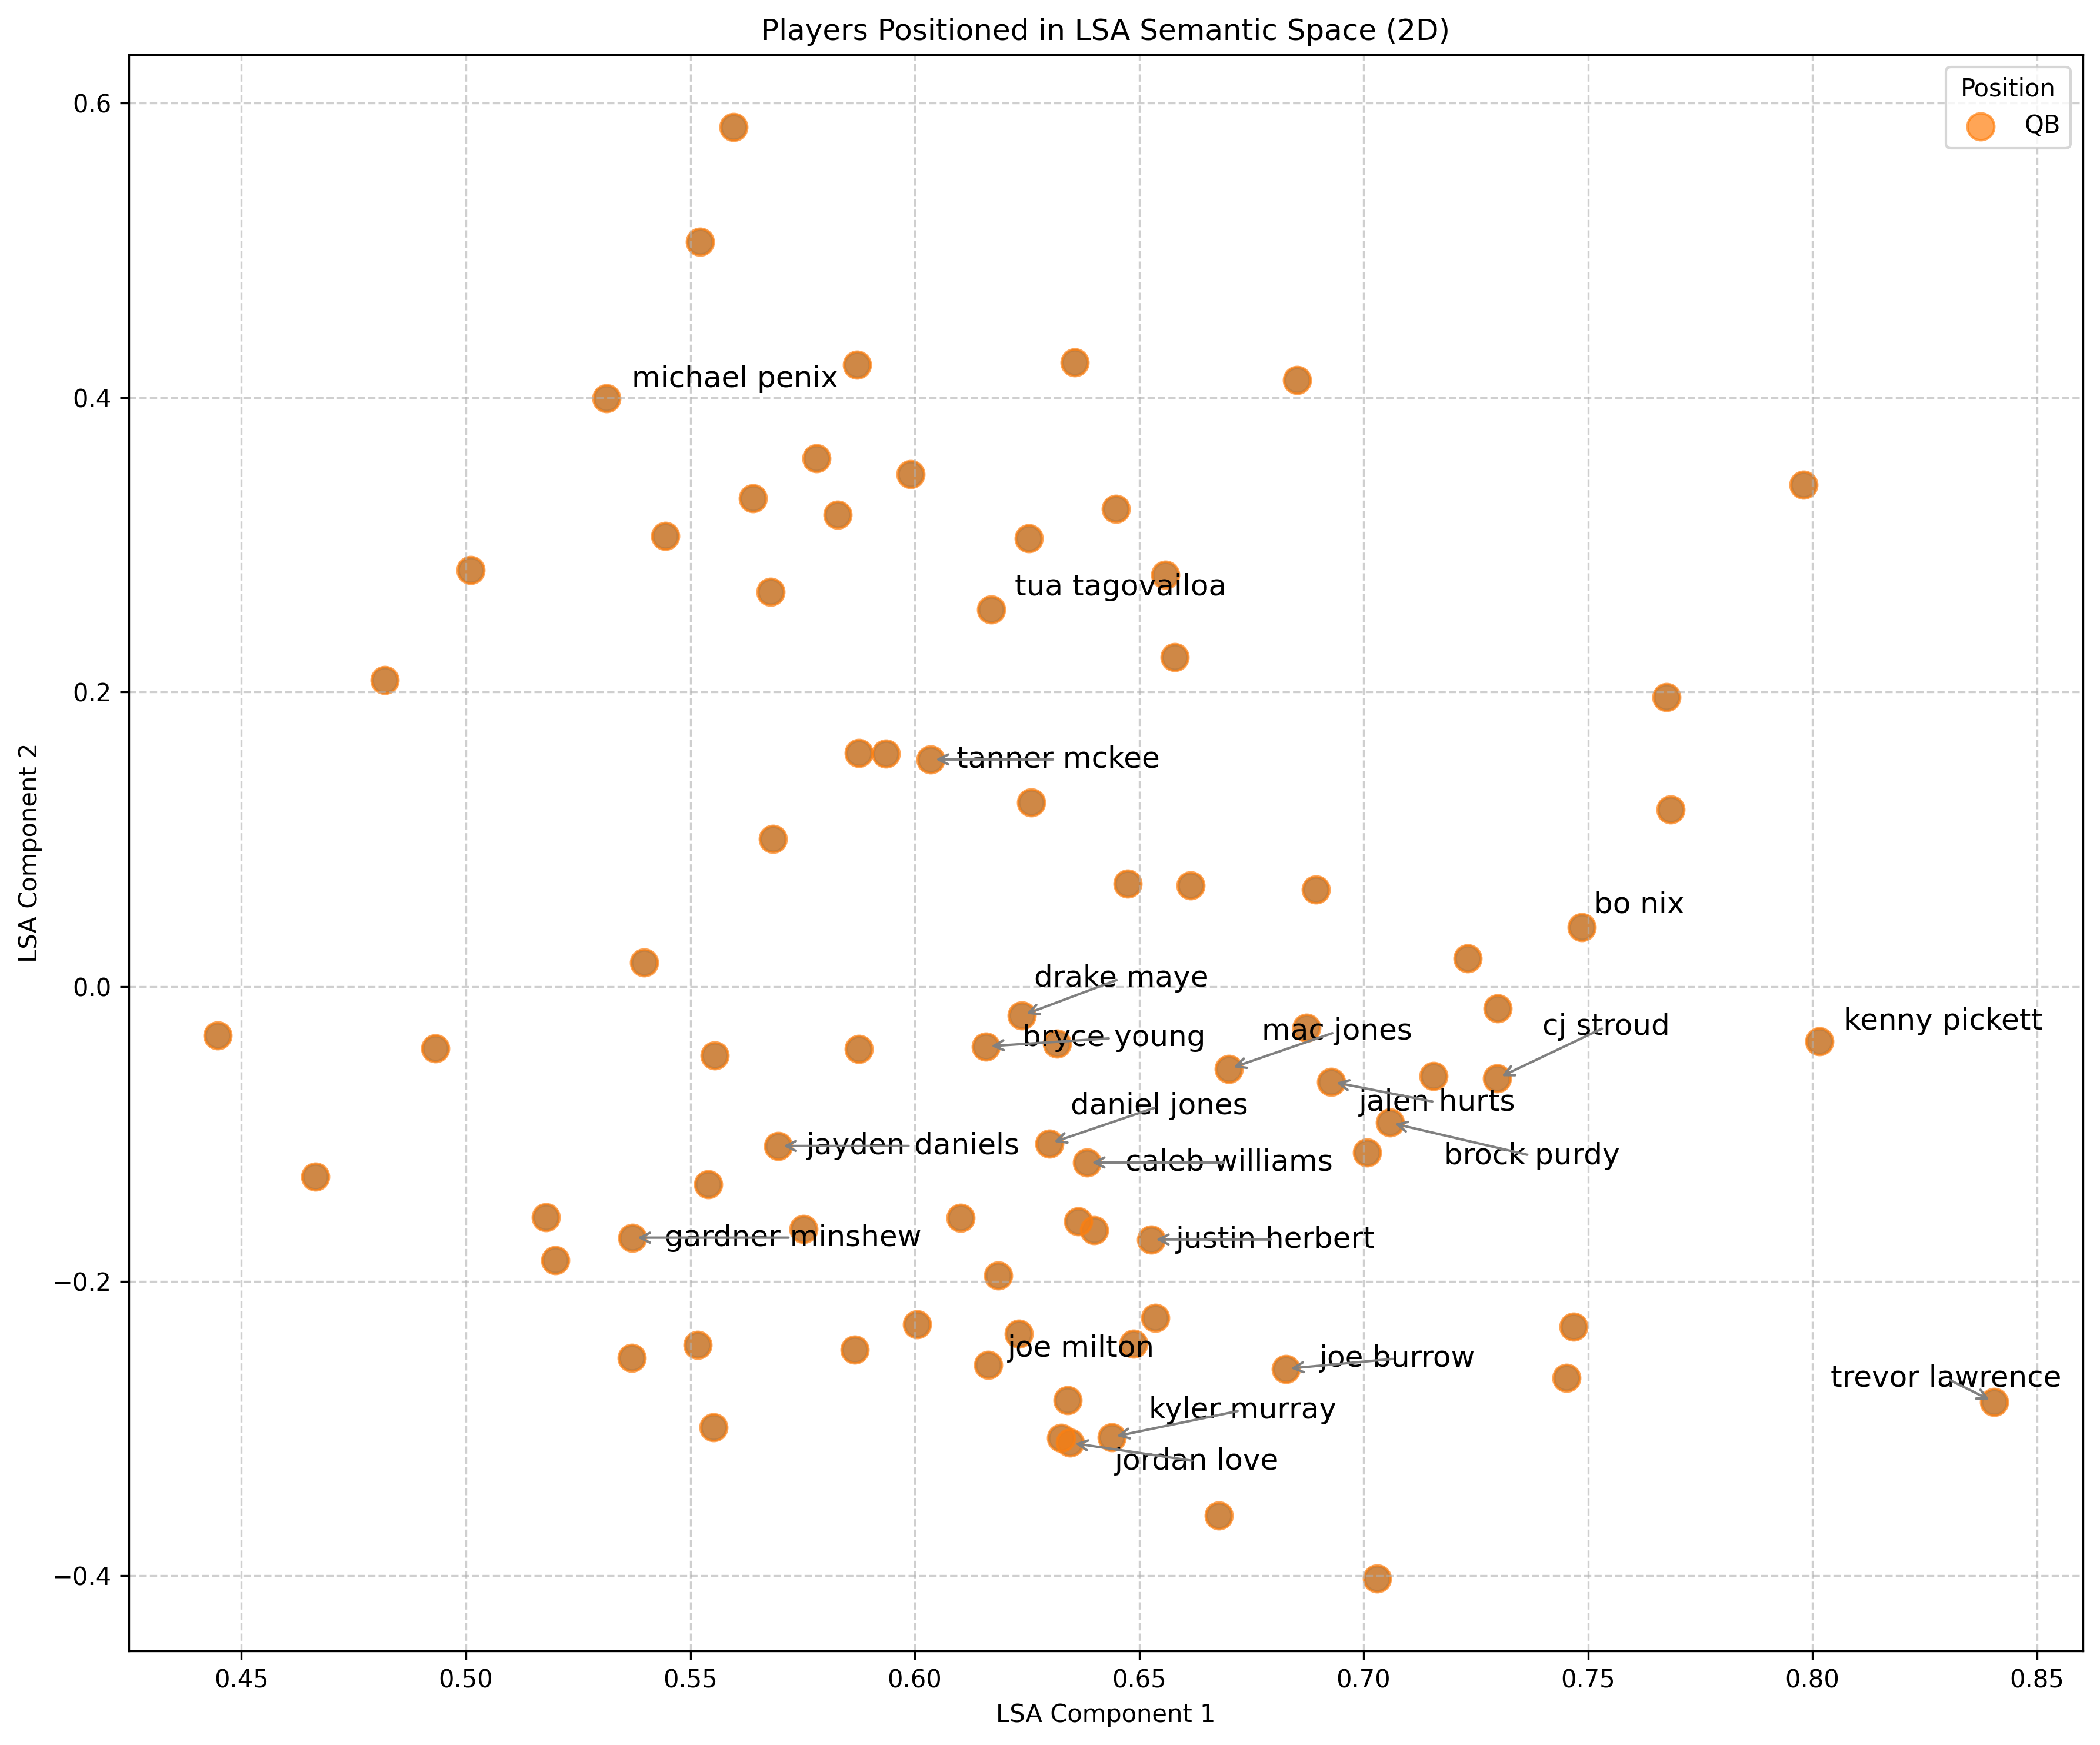 Players Positioned in LSA Semantic Space (2D)
Position
QB
0.6
0.4
0.2
0.0
−0.2
−0.4
LSA Component 2
michael penix
tua tagovailoa
tanner mckee
bo nix
drake maye
kenny pickett
cj stroud
mac jones
bryce young
jalen hurts
daniel jones
jayden daniels
brock purdy
caleb williams
gardner minshew
justin herbert
joe milton
joe burrow
trevor lawrence
kyler murray
jordan love
0.45
0.50
0.55
0.60
0.65
0.70
0.75
0.80
0.85
LSA Component 1